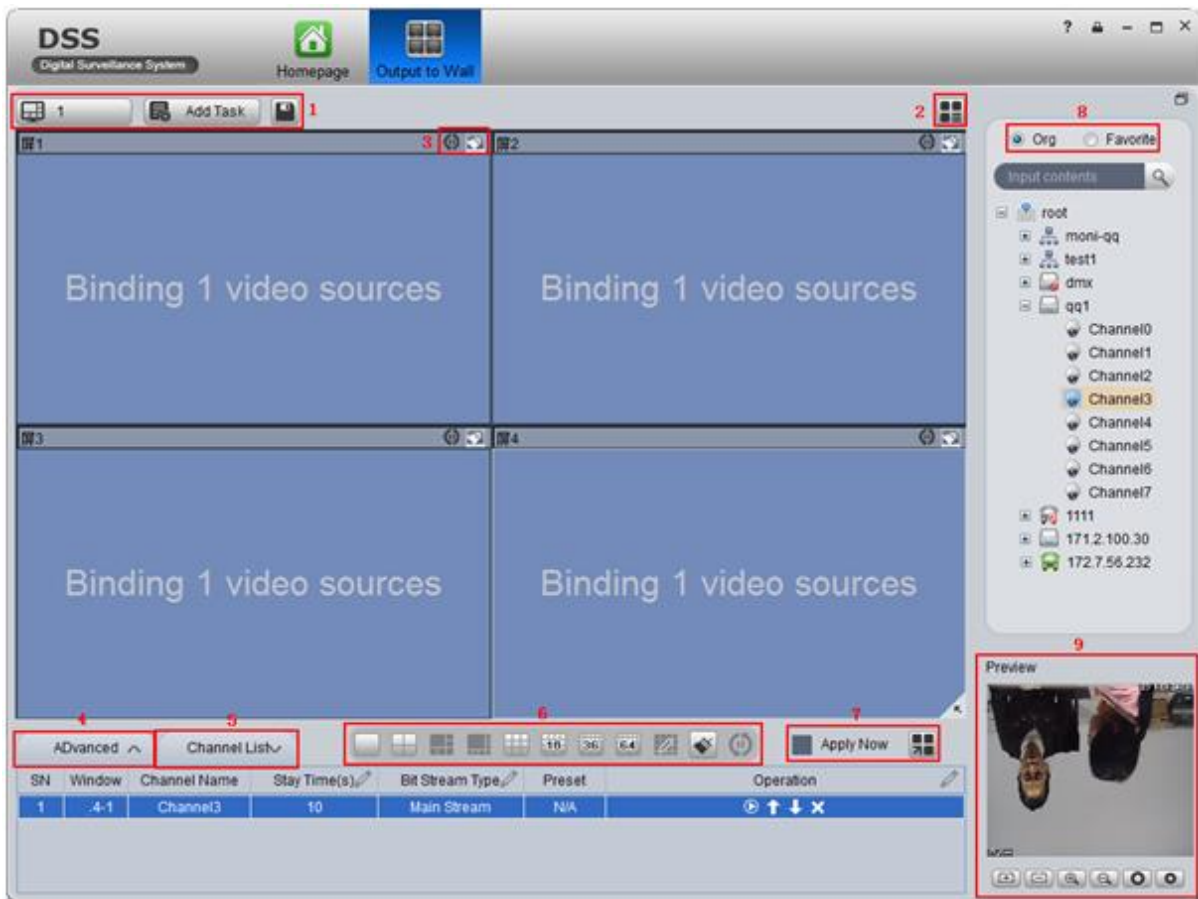 DSS
Digital Surveillance System
Homepage
Output to Wall
?
1
Add Task
1
2
屏1
3
屏2
Binding 1 video sources
Binding 1 video sources
屏3
屏4
Binding 1 video sources
Binding 1 video sources
8
Org
Favorite
Input contents
root
moni-qq
test1
dmx
qq1
Channel0
Channel1
Channel2
Channel3
Channel4
Channel5
Channel6
Channel7
1111
171.2.100.30
172.7.56.232
9
Preview
4
5
6
7
ADvanced
Channel List
16
36
64
Apply Now
SN Window Channel Name Stay Time(s) Bit Stream Type Preset Operation
1 .4-1 Channel3 10 Main Stream N/A